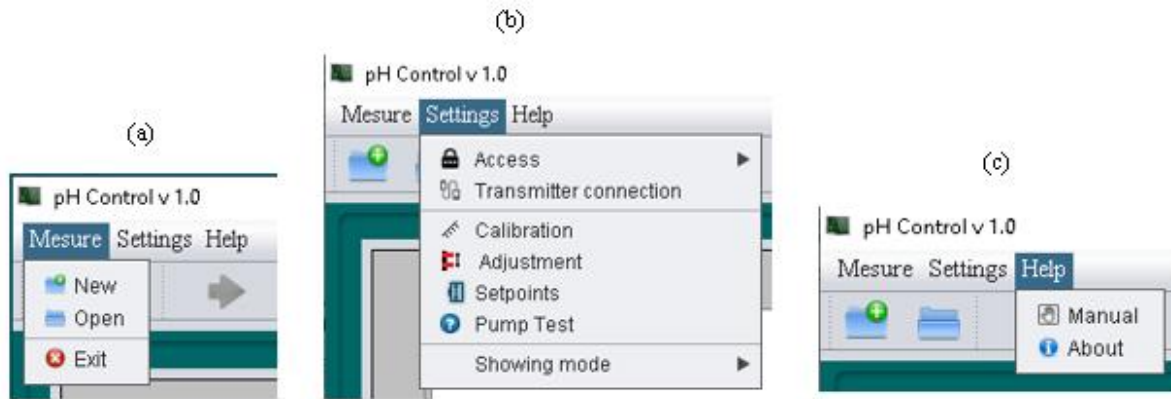 (a)
pH Control v 1.0
Mesure Settings Help
New
Open
Exit
(b)
pH Control v 1.0
Mesure Settings Help
Access
Transmitter connection
Calibration
Adjustment
Setpoints
Pump Test
Showing mode
(c)
pH Control v 1.0
Mesure Settings Help
Manual
About